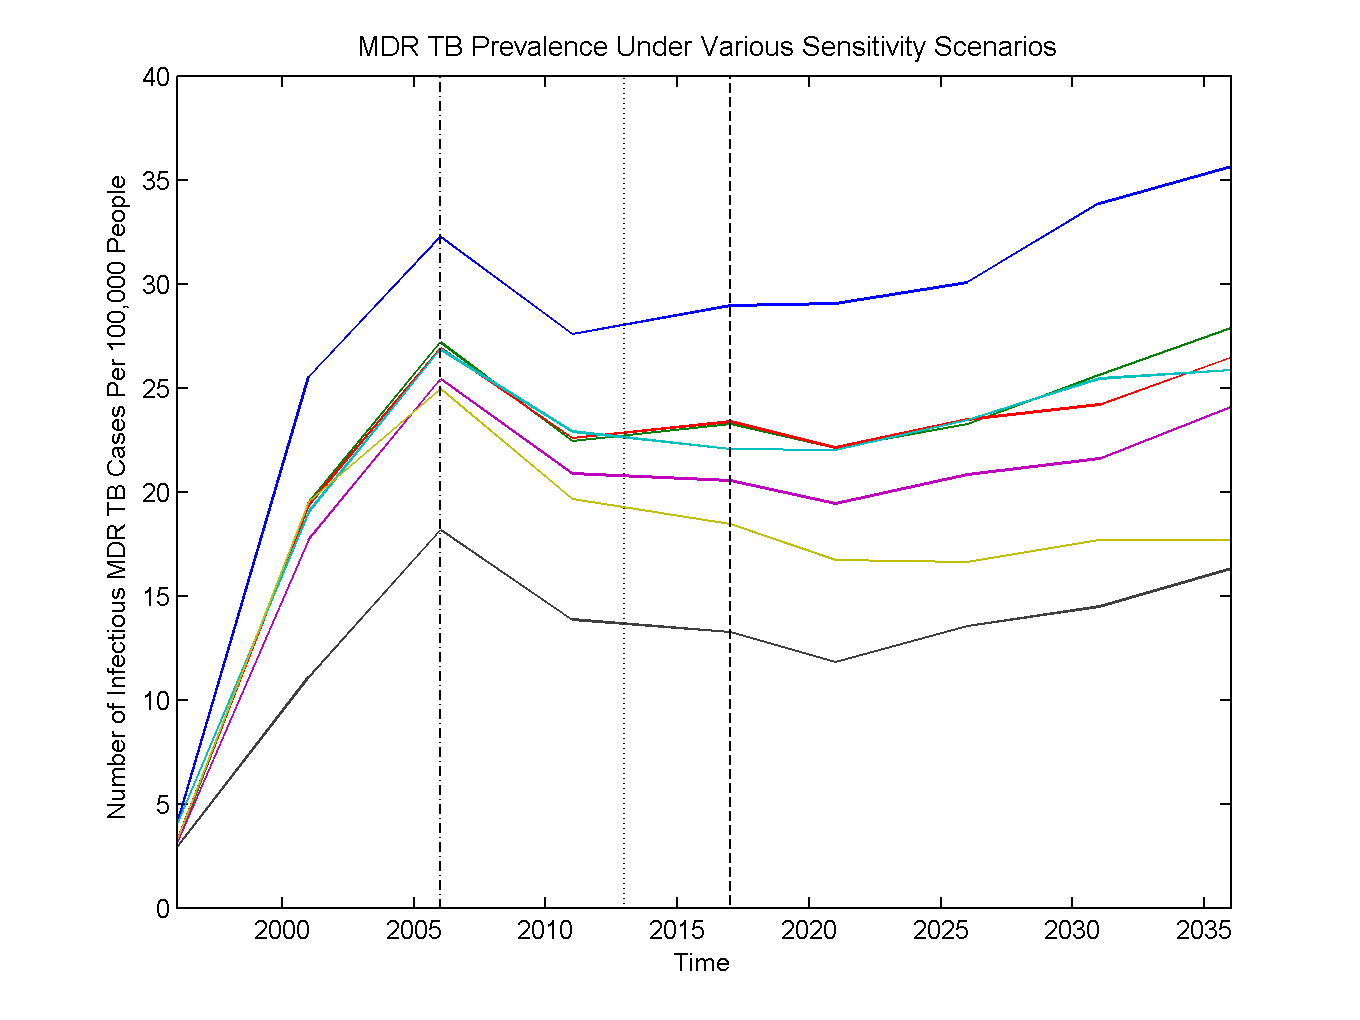 MDR TB Prevalence Under Various Sensitivity Scenarios
Number of Infectious MDR TB Cases Per 100,000 People
40
35
30
25
20
15
10
5
0
2000 2005 2010 2015 2020 2025 2030 2035
Time